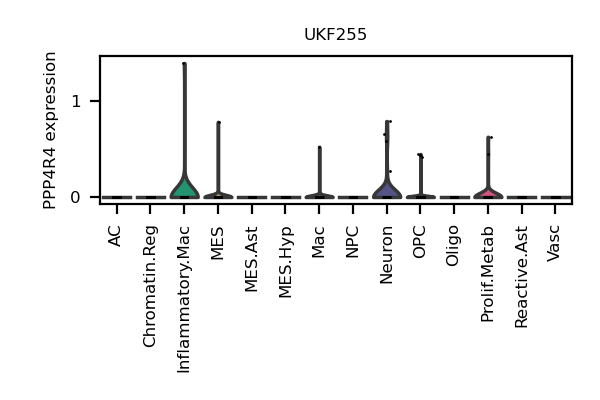 UKF255
PPP4R4 expression
1
0
AC
Chromatin.Reg
Inflammatory.Mac
MES
MES.Ast
MES.Hyp
Mac
NPC
Neuron
OPC
Oligo
Prolif.Metab
Reactive.Ast
Vasc